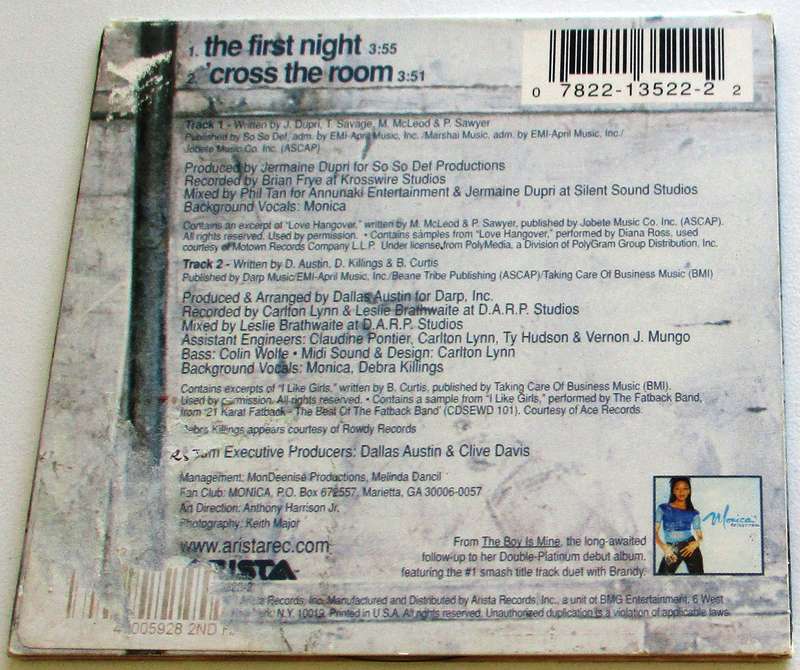 1. the first night 3:55
2. 'cross the room 3:51
0 7822-13522-2 2
Track 1 - Written by J. Dupri, T. Savage, M. McLeod & P. Sawyer
Published by So So Def, adm. by EMI-April Music, Inc. /Marshai Music, adm. by EMI-April Music, Inc./
Jobete Music Co. Inc. (ASCAP)
Produced by Jermaine Dupri for So So Def Productions
Recorded by Brian Frye at Krosswire Studios
Mixed by Phil Tan for Annunaki Entertainment & Jermaine Dupri at Silent Sound Studios
Background Vocals: Monica
Contains an excerpt of "Love Hangover," written by M. McLeod & P. Sawyer, published by Jobete Music Co. Inc. (ASCAP).
All rights reserved. Used by permission. • Contains samples from "Love Hangover," performed by Diana Ross, used
courtesy of Motown Records Company L.L.P. Under license from PolyMedia, a Division of PolyGram Group Distribution, Inc.
Track 2 - Written by D. Austin, D. Killings & B. Curtis
Published by Darp Music/EMI-April Music, Inc./Beane Tribe Publishing (ASCAP)/Taking Care Of Business Music (BMI)
Produced & Arranged by Dallas Austin for Darp, Inc.
Recorded by Carlton Lynn & Leslie Brathwaite at D.A.R.P. Studios
Mixed by Leslie Brathwaite at D.A.R.P. Studios
Assistant Engineers: Claudine Pontier, Carlton Lynn, Ty Hudson & Vernon J. Mungo
Bass: Colin Wolfe • Midi Sound & Design: Carlton Lynn
Background Vocals: Monica, Debra Killings
Contains excerpts of "I Like Girls," written by B. Curtis, published by Taking Care Of Business Music (BMI).
Used by permission. All rights reserved. • Contains a sample from "I Like Girls," performed by The Fatback Band,
from '21 Karat Fatback - The Best Of The Fatback Band' (CDSEWD 101). Courtesy of Ace Records.
Debra Killings appears courtesy of Rowdy Records
Executive Producers: Dallas Austin & Clive Davis
Management: MonDeenise Productions, Melinda Dancil
Fan Club: MONICA, P.O. Box 672557, Marietta, GA 30006-0057
Art Direction: Anthony Harrison Jr.
Photography: Keith Major
www.aristarec.com
ARISTA
From The Boy Is Mine, the long-awaited
follow-up to her Double-Platinum debut album,
featuring the #1 smash title track duet with Brandy.
Monica
Records, Inc. Manufactured and Distributed by Arista Records, Inc., a unit of BMG Entertainment, 6 West
N.Y. 10019. Printed in U.S.A. All rights reserved. Unauthorized duplication is a violation of applicable laws.
005928 2ND